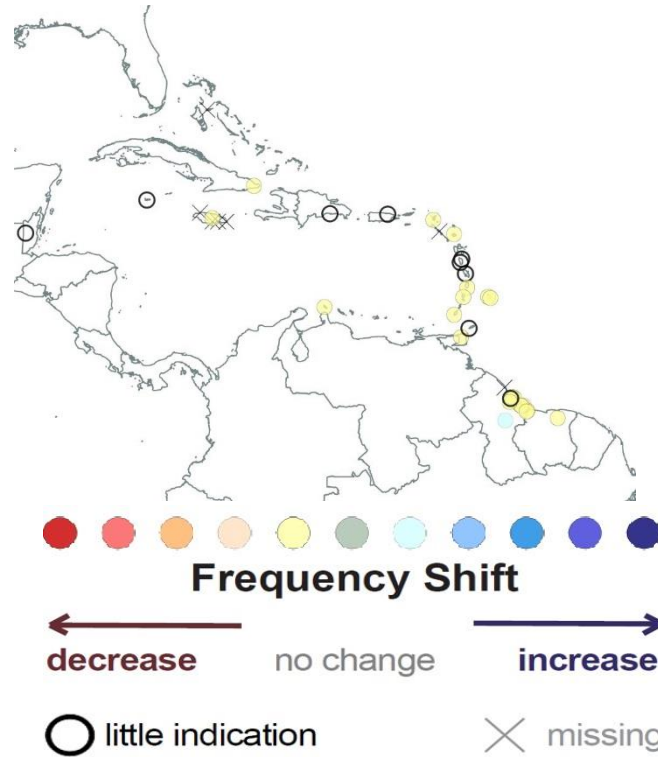 Frequency Shift
decrease no change increase
little indication missing